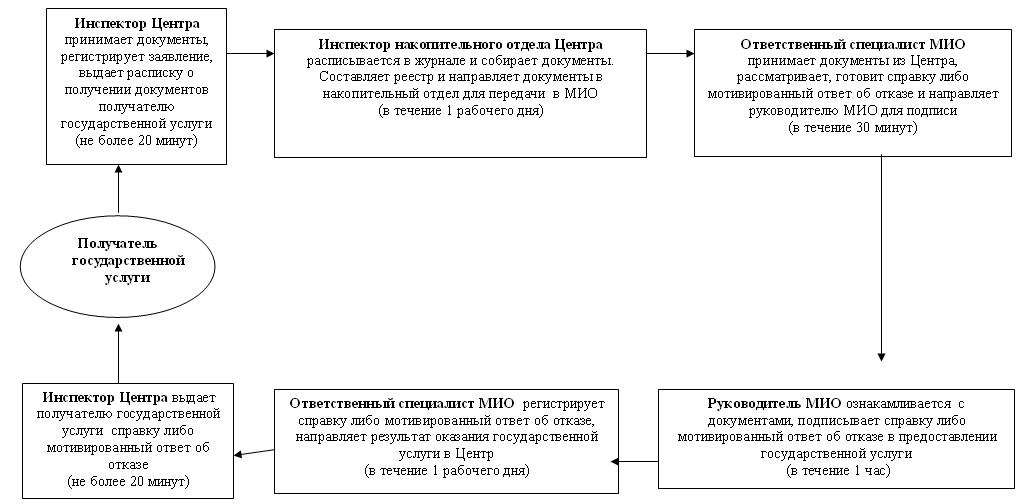 Инспектор Центра
принимает документы,
регистрирует заявление,
выдает расписку о
получении документов
получателю
государственной услуги
(не более 20 минут)
Инспектор накопительного отдела Центра
расписывается в журнале и собирает документы.
Составляет реестр и направляет документы в
накопительный отдел для передачи в МИО
(в течение 1 рабочего дня)
Ответственный специалист МИО
принимает документы из Центра,
рассматривает, готовит справку либо
мотивированный ответ об отказе и направляет
руководителю МИО для подписи
(в течение 30 минут)
Получатель
государственной
услуги
Инспектор Центра выдает
получателю государственной
услуги справку либо
мотивированный ответ об
отказе
(не более 20 минут)
Ответственный специалист МИО регистрирует
справку либо мотивированный ответ об отказе,
направляет результат оказания государственной
услуги в Центр
(в течение 1 рабочего дня)
Руководитель МИО ознакамливается с
документами, подписывает справку либо
мотивированный ответ об отказе в предоставлении
государственной услуги
(в течение 1 час)